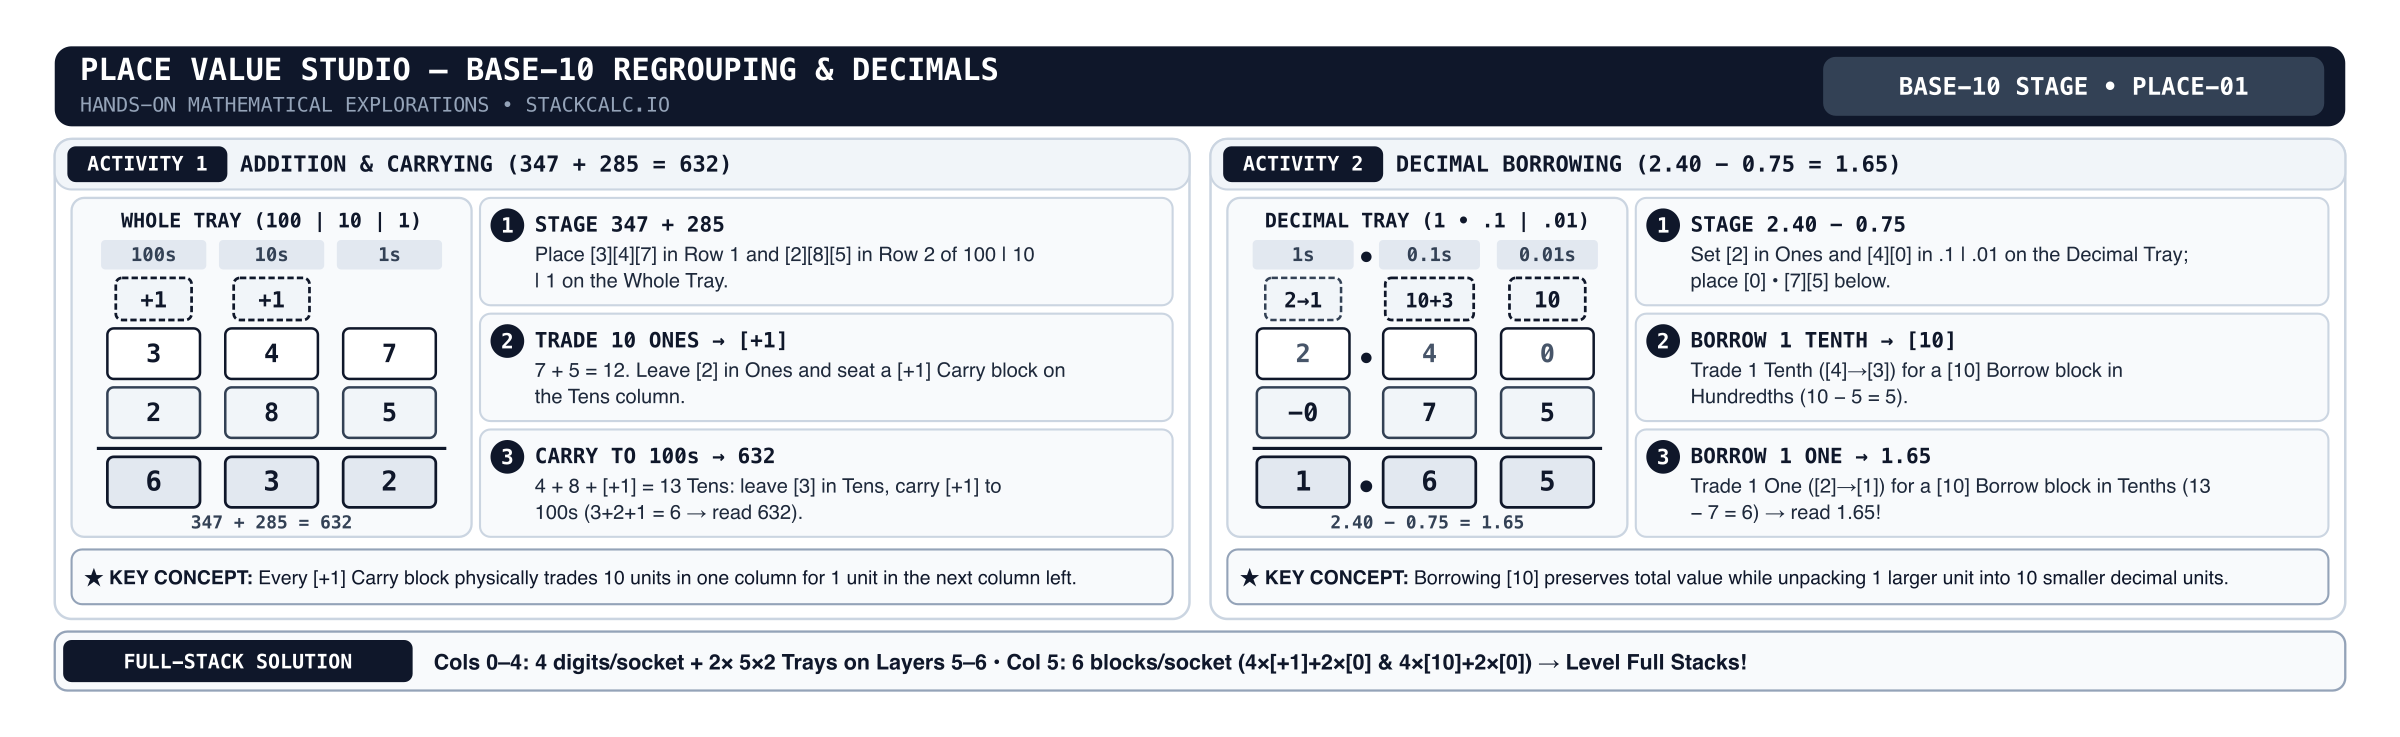 PLACE VALUE STUDIO – BASE–10 REGROUPING & DECIMALS
HANDS–ON MATHEMATICAL EXPLORATIONS • STACKCALC.IO
BASE–10 STAGE • PLACE–01
ACTIVITY 1 ADDITION & CARRYING (347 + 285 = 632)
WHOLE TRAY (100 | 10 | 1)
100s 10s 1s
+1 +1
3 4 7
2 8 5
6 3 2
347 + 285 = 632
1 STAGE 347 + 285
Place [3][4][7] in Row 1 and [2][8][5] in Row 2 of 100 | 10
| 1 on the Whole Tray.
2 TRADE 10 ONES → [+1]
7 + 5 = 12. Leave [2] in Ones and seat a [+1] Carry block on
the Tens column.
3 CARRY TO 100s → 632
4 + 8 + [+1] = 13 Tens: leave [3] in Tens, carry [+1] to
100s (3+2+1 = 6 → read 632).
★ KEY CONCEPT: Every [+1] Carry block physically trades 10 units in one column for 1 unit in the next column left.
ACTIVITY 2 DECIMAL BORROWING (2.40 − 0.75 = 1.65)
DECIMAL TRAY (1 • .1 | .01)
1s • 0.1s 0.01s
2→1 10+3 10
2 • 4 0
−0 7 5
1 • 6 5
2.40 − 0.75 = 1.65
1 STAGE 2.40 − 0.75
Set [2] in Ones and [4][0] in .1 | .01 on the Decimal Tray;
place [0] • [7][5] below.
2 BORROW 1 TENTH → [10]
Trade 1 Tenth ([4]→[3]) for a [10] Borrow block in
Hundredths (10 − 5 = 5).
3 BORROW 1 ONE → 1.65
Trade 1 One ([2]→[1]) for a [10] Borrow block in Tenths (13
− 7 = 6) → read 1.65!
★ KEY CONCEPT: Borrowing [10] preserves total value while unpacking 1 larger unit into 10 smaller decimal units.
FULL–STACK SOLUTION Cols 0–4: 4 digits/socket + 2× 5×2 Trays on Layers 5–6 • Col 5: 6 blocks/socket (4×[+1]+2×[0] & 4×[10]+2×[0]) → Level Full Stacks!